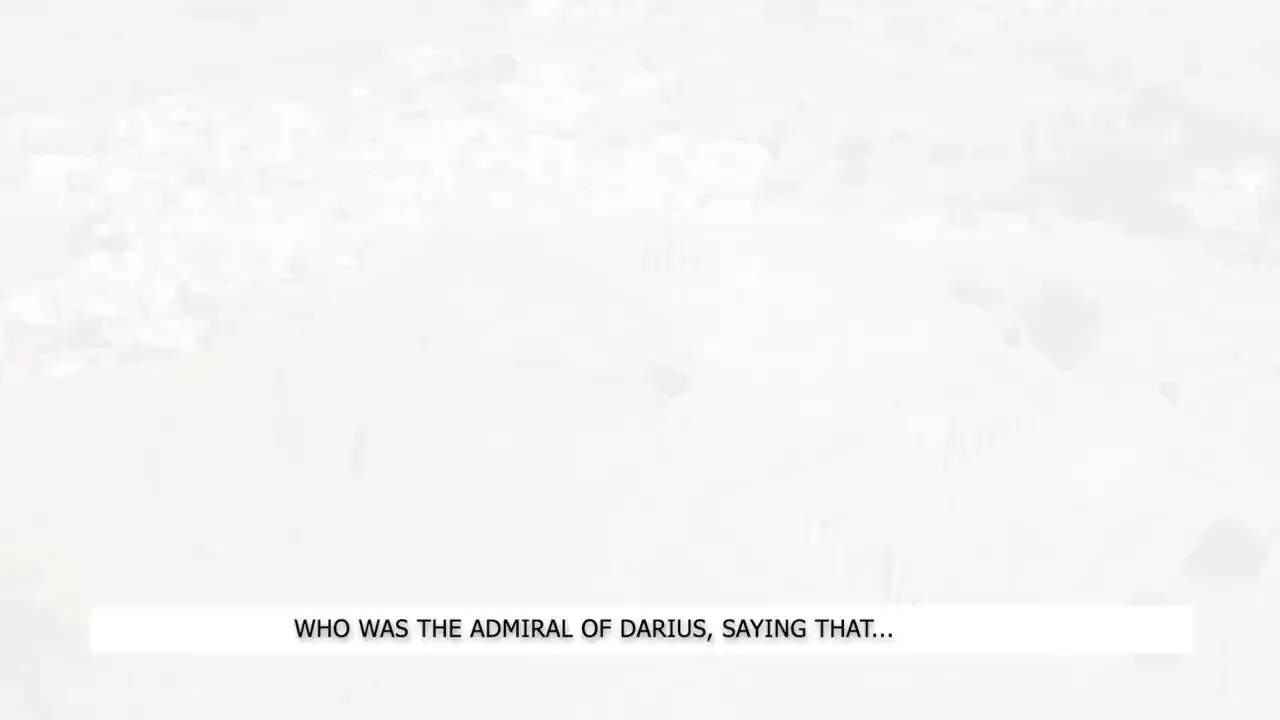 WHO WAS THE ADMIRAL OF DARIUS, SAYING THAT...